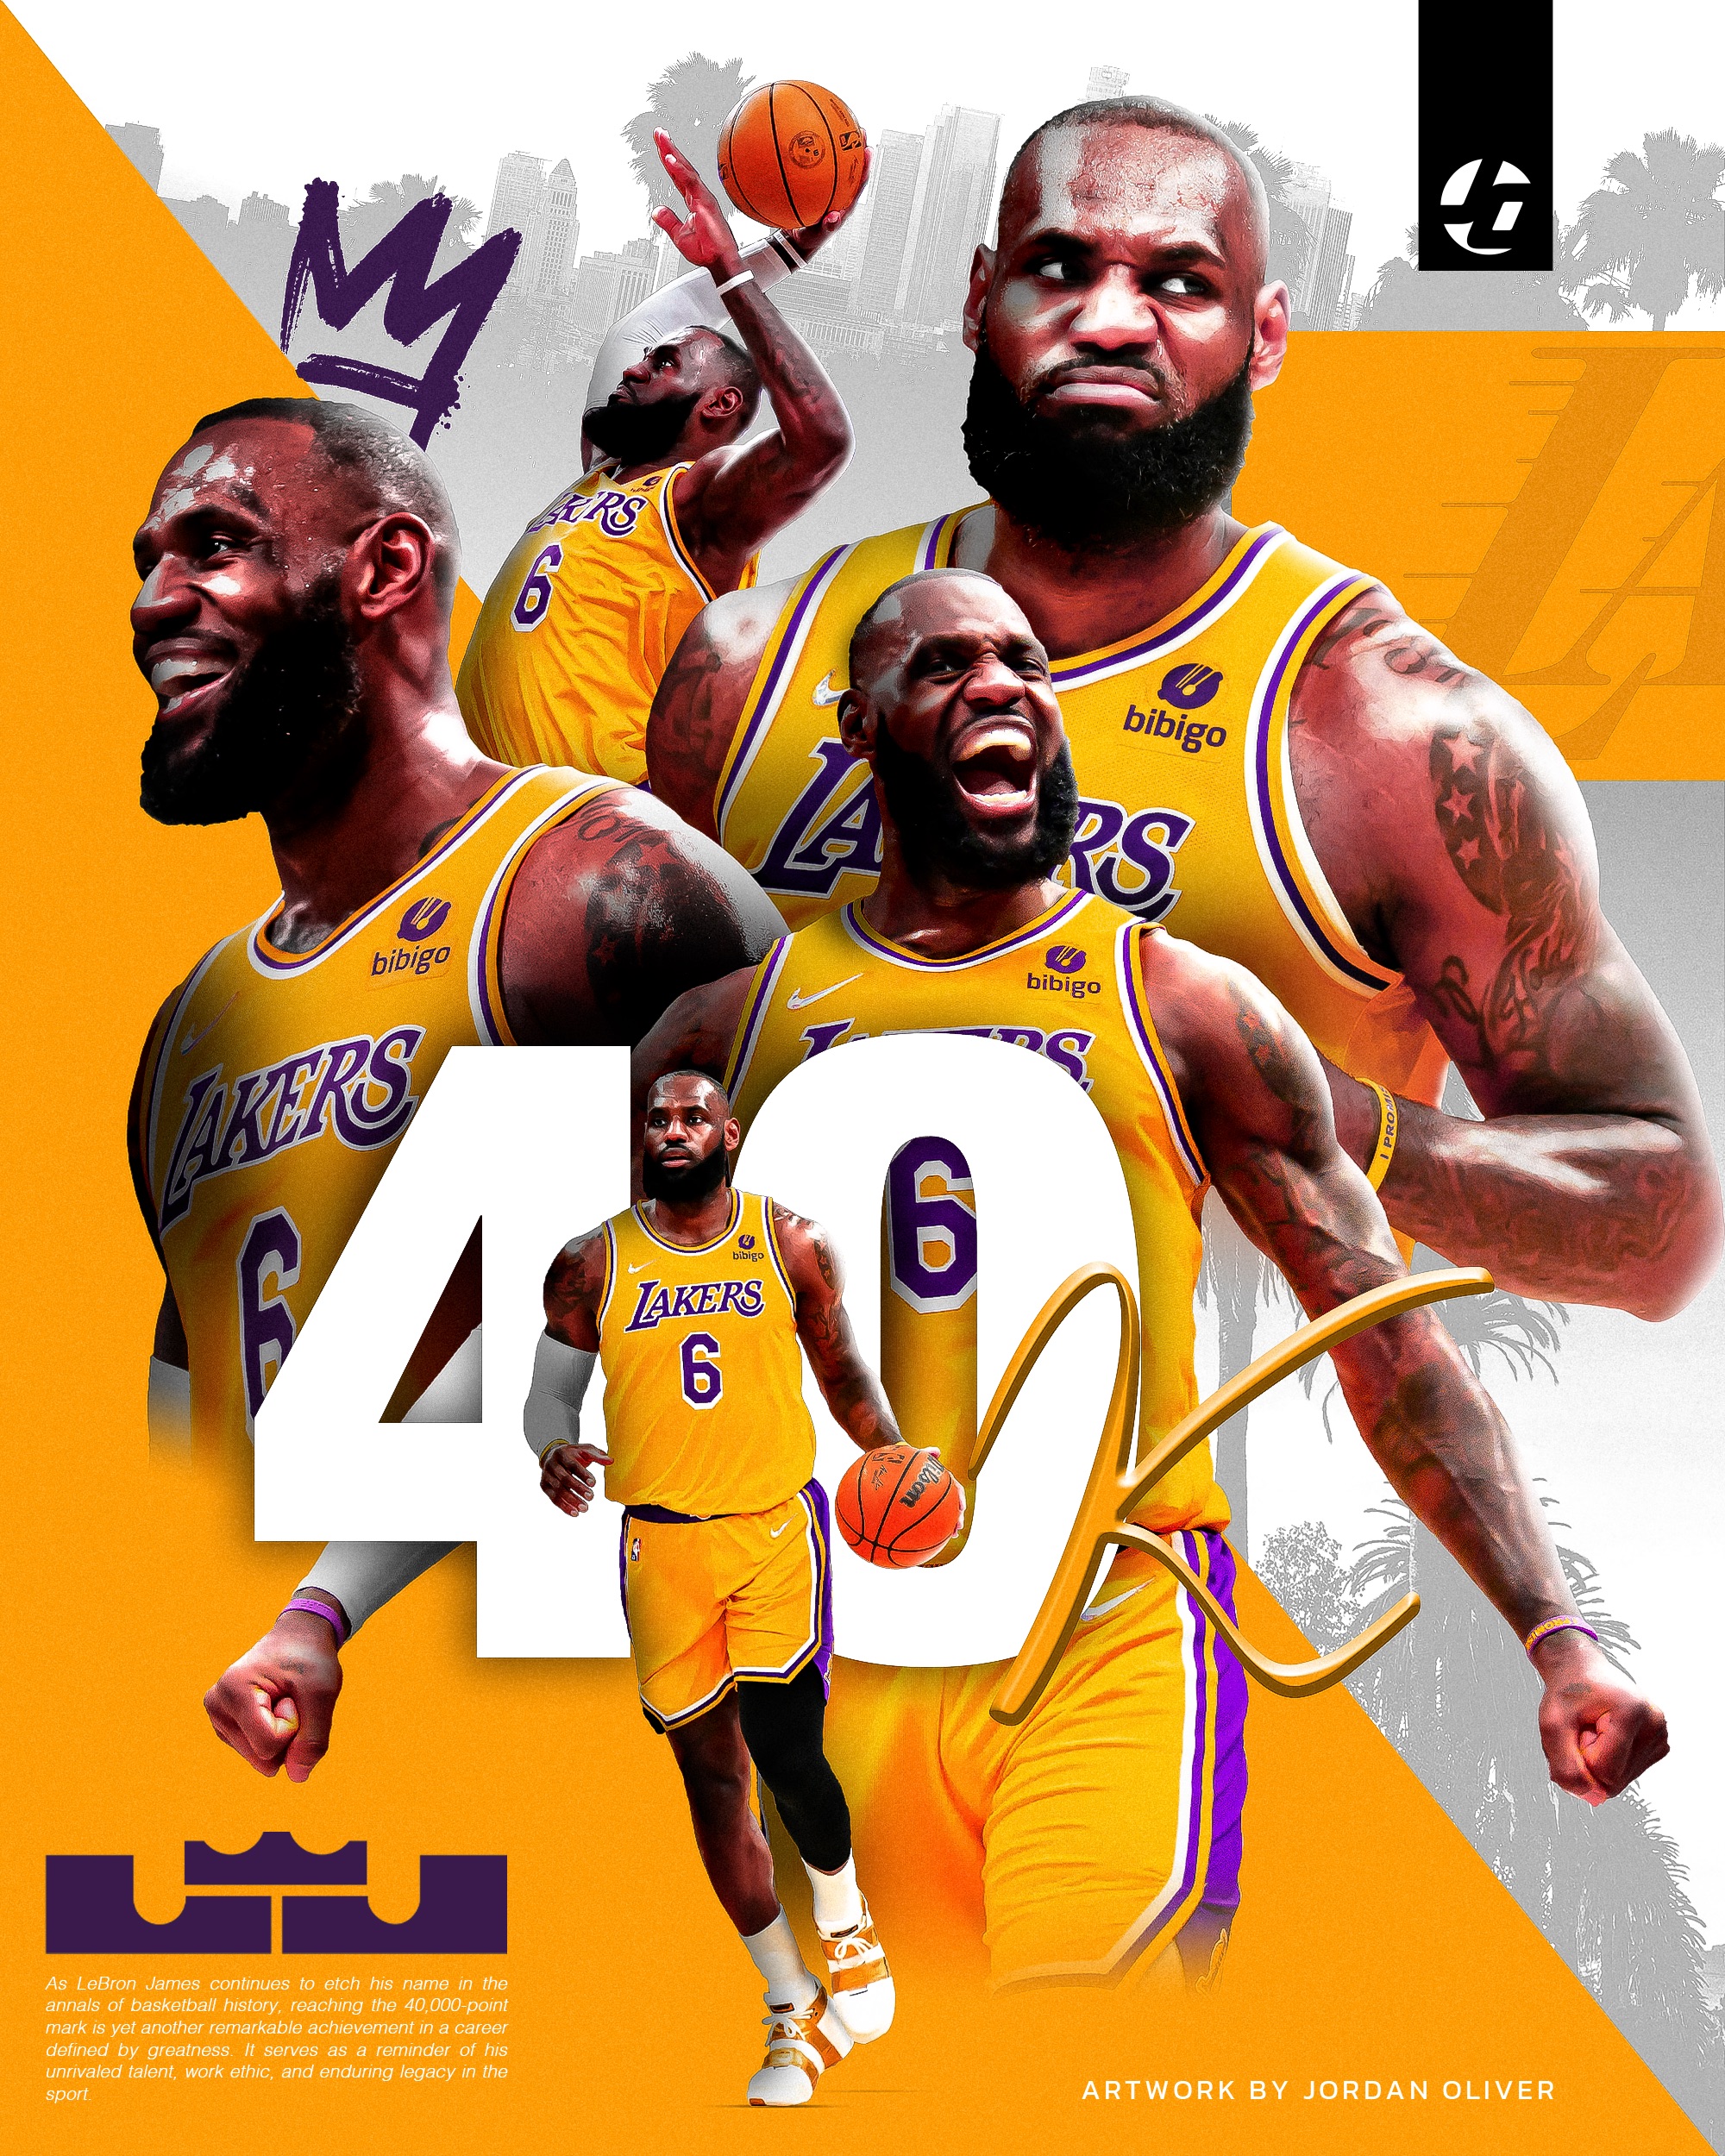 LAKERS
6
bibigo
LAKERS
bibigo
LAKERS
6
bibigo
LAKERS
6
I PROMIS
40K
bibigo
LAKERS
6
Wilson
As LeBron James continues to etch his name in the
annals of basketball history, reaching the 40,000-point
mark is yet another remarkable achievement in a career
defined by greatness. It serves as a reminder of his
unrivaled talent, work ethic, and enduring legacy in the
sport.
ARTWORK BY JORDAN OLIVER